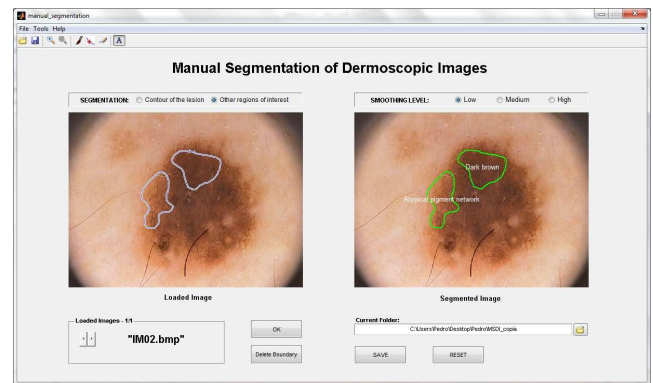 manual_segmentation
File Tools Help
A
Manual Segmentation of Dermoscopic Images
SEGMENTATION: Contour of the lesion Other regions of interest
SMOOTHING LEVEL: Low Medium High
Dark brown
Atypical pigment network
Loaded Image
Segmented Image
Loaded Images - 1/1
"IM02.bmp"
OK
Delete Boundary
Current Folder:
C:\Users\Pedro\Desktop\Pedro\MSDI_copia
SAVE
RESET